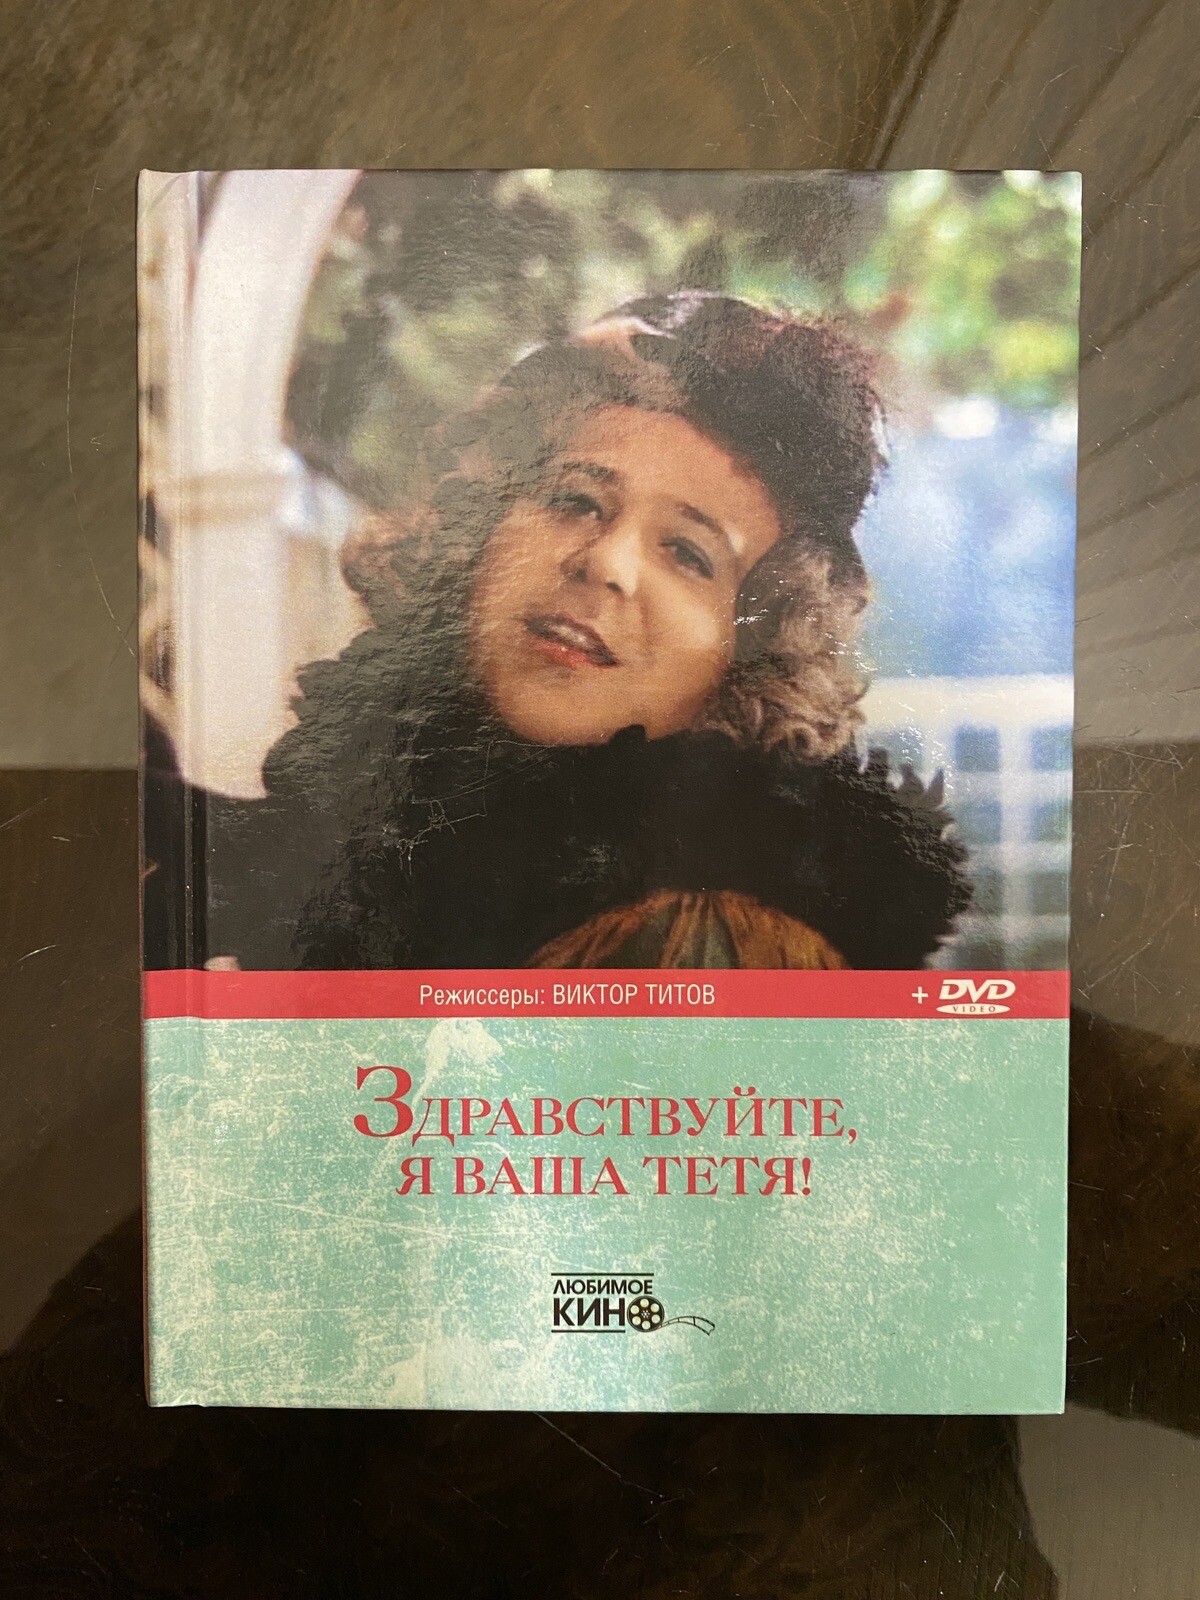 Режиссеры: ВИКТОР ТИТОВ
+ DVD
VIDEO
ЗДРАВСТВУЙТЕ,
Я ВАША ТЕТЯ!
ЛЮБИМОЕ
КИНО